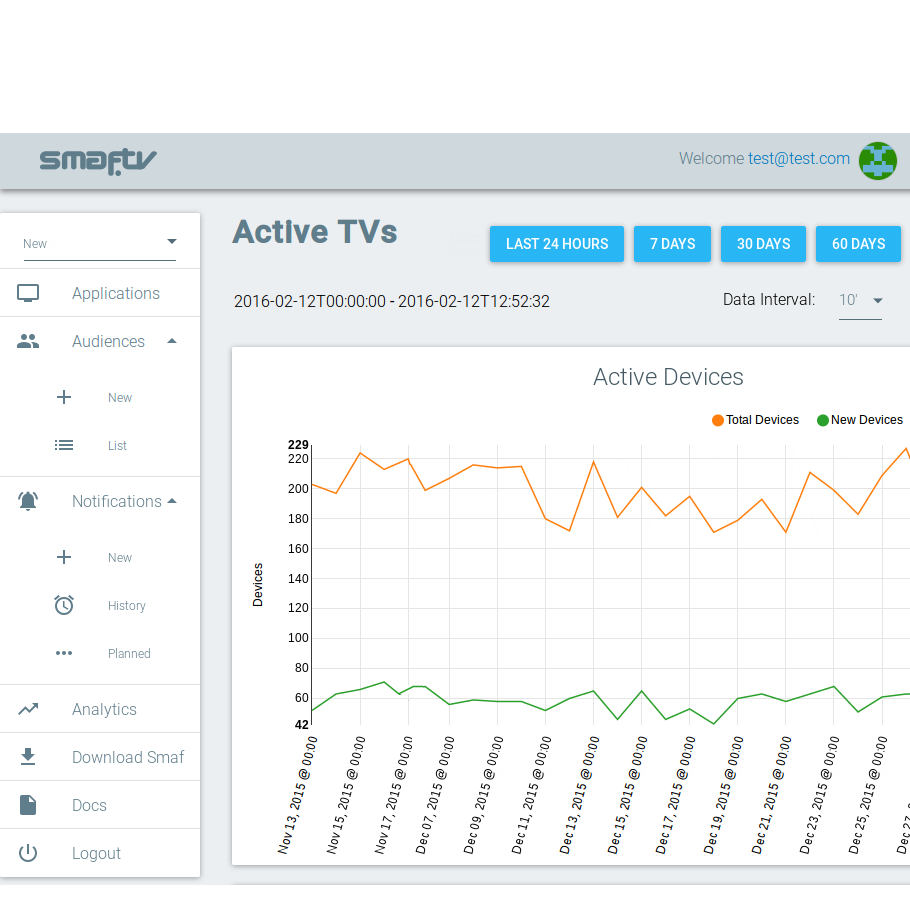 smaftv
Welcome test@test.com
New
Applications
Audiences
New
List
Notifications
New
History
Planned
Analytics
Download Smaf
Docs
Logout
Active TVs
LAST 24 HOURS 7 DAYS 30 DAYS 60 DAYS
2016-02-12T00:00:00 - 2016-02-12T12:52:32
Data Interval: 10'
Active Devices
Total Devices New Devices
Devices
229
220
200
180
160
140
120
100
80
60
42
Nov 13, 2015 @ 00:00
Nov 15, 2015 @ 00:00
Nov 17, 2015 @ 00:00
Dec 07, 2015 @ 00:00
Dec 09, 2015 @ 00:00
Dec 11, 2015 @ 00:00
Dec 13, 2015 @ 00:00
Dec 15, 2015 @ 00:00
Dec 17, 2015 @ 00:00
Dec 19, 2015 @ 00:00
Dec 21, 2015 @ 00:00
Dec 23, 2015 @ 00:00
Dec 25, 2015 @ 00:00
Dec 27,